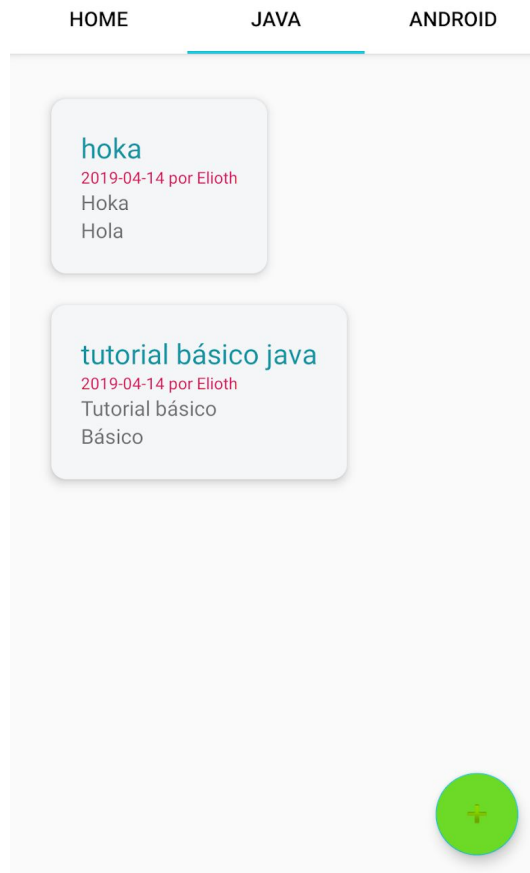 HOME JAVA ANDROID
hoka
2019-04-14 por Elioth
Hoka
Hola
tutorial básico java
2019-04-14 por Elioth
Tutorial básico
Básico
+